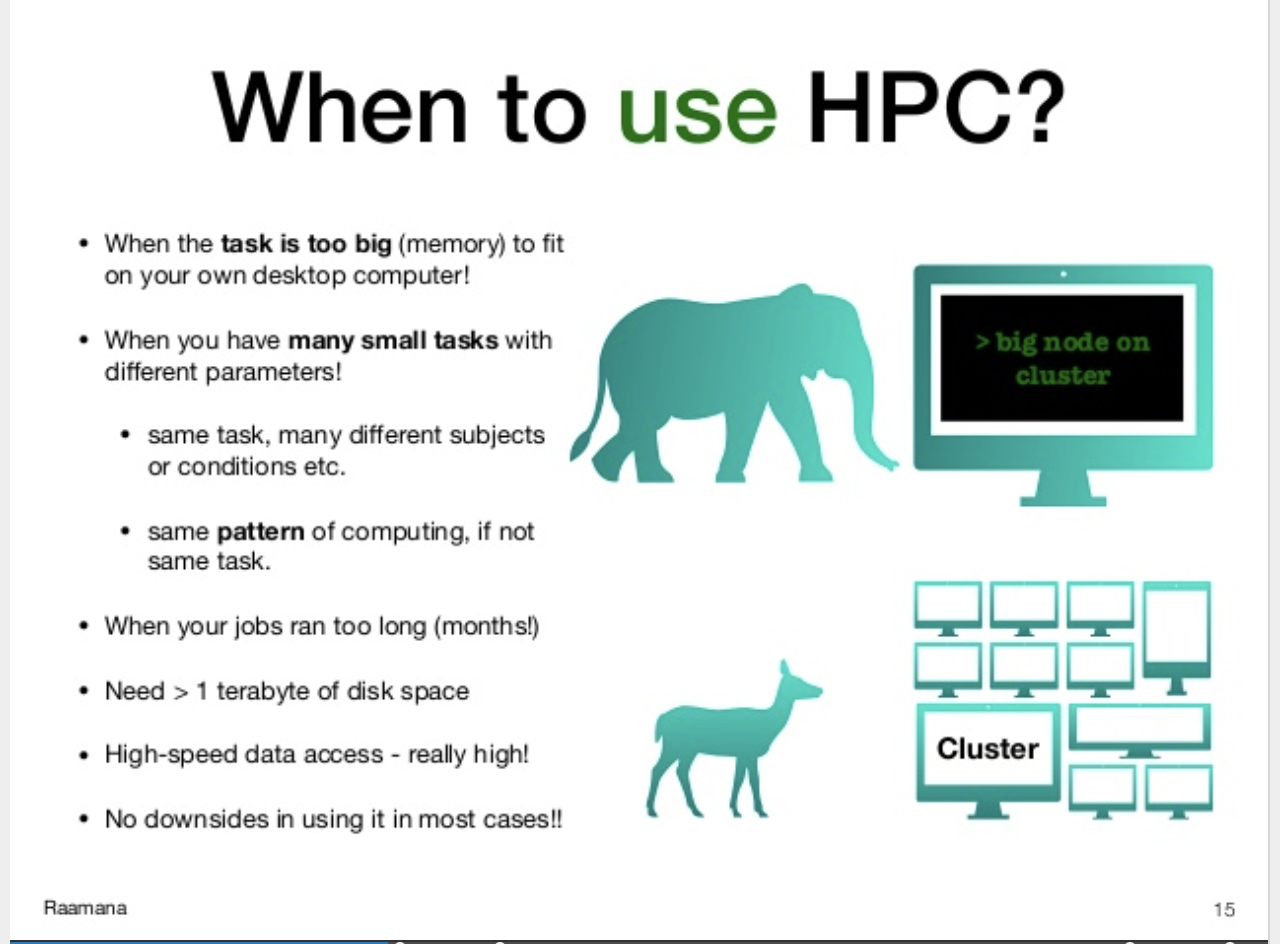 When to use HPC?
• When the task is too big (memory) to fit
on your own desktop computer!
• When you have many small tasks with
different parameters!
• same task, many different subjects
or conditions etc.
• same pattern of computing, if not
same task.
• When your jobs ran too long (months!)
• Need > 1 terabyte of disk space
• High-speed data access - really high!
• No downsides in using it in most cases!!
> big node on
cluster
Cluster
Raamana
15